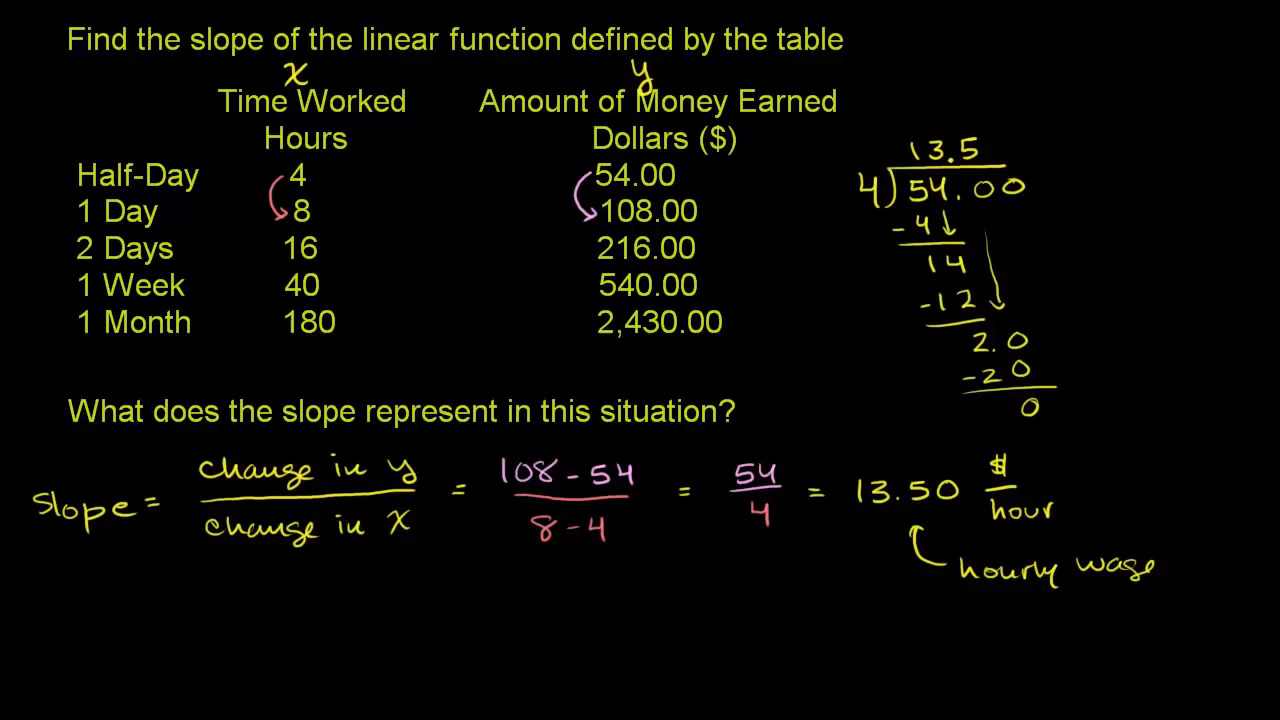 Find the slope of the linear function defined by the table
x y
Time Worked Amount of Money Earned
Hours Dollars ($)
Half-Day 4 54.00
1 Day 8 108.00
2 Days 16 216.00
1 Week 40 540.00
1 Month 180 2,430.00
13.5
4)54.00
-4
14
-12
2.0
-20
0
What does the slope represent in this situation?
Slope = change in y / change in x = 108 - 54 / 8 - 4 = 54 / 4 = 13.50 $ / hour
hourly wage